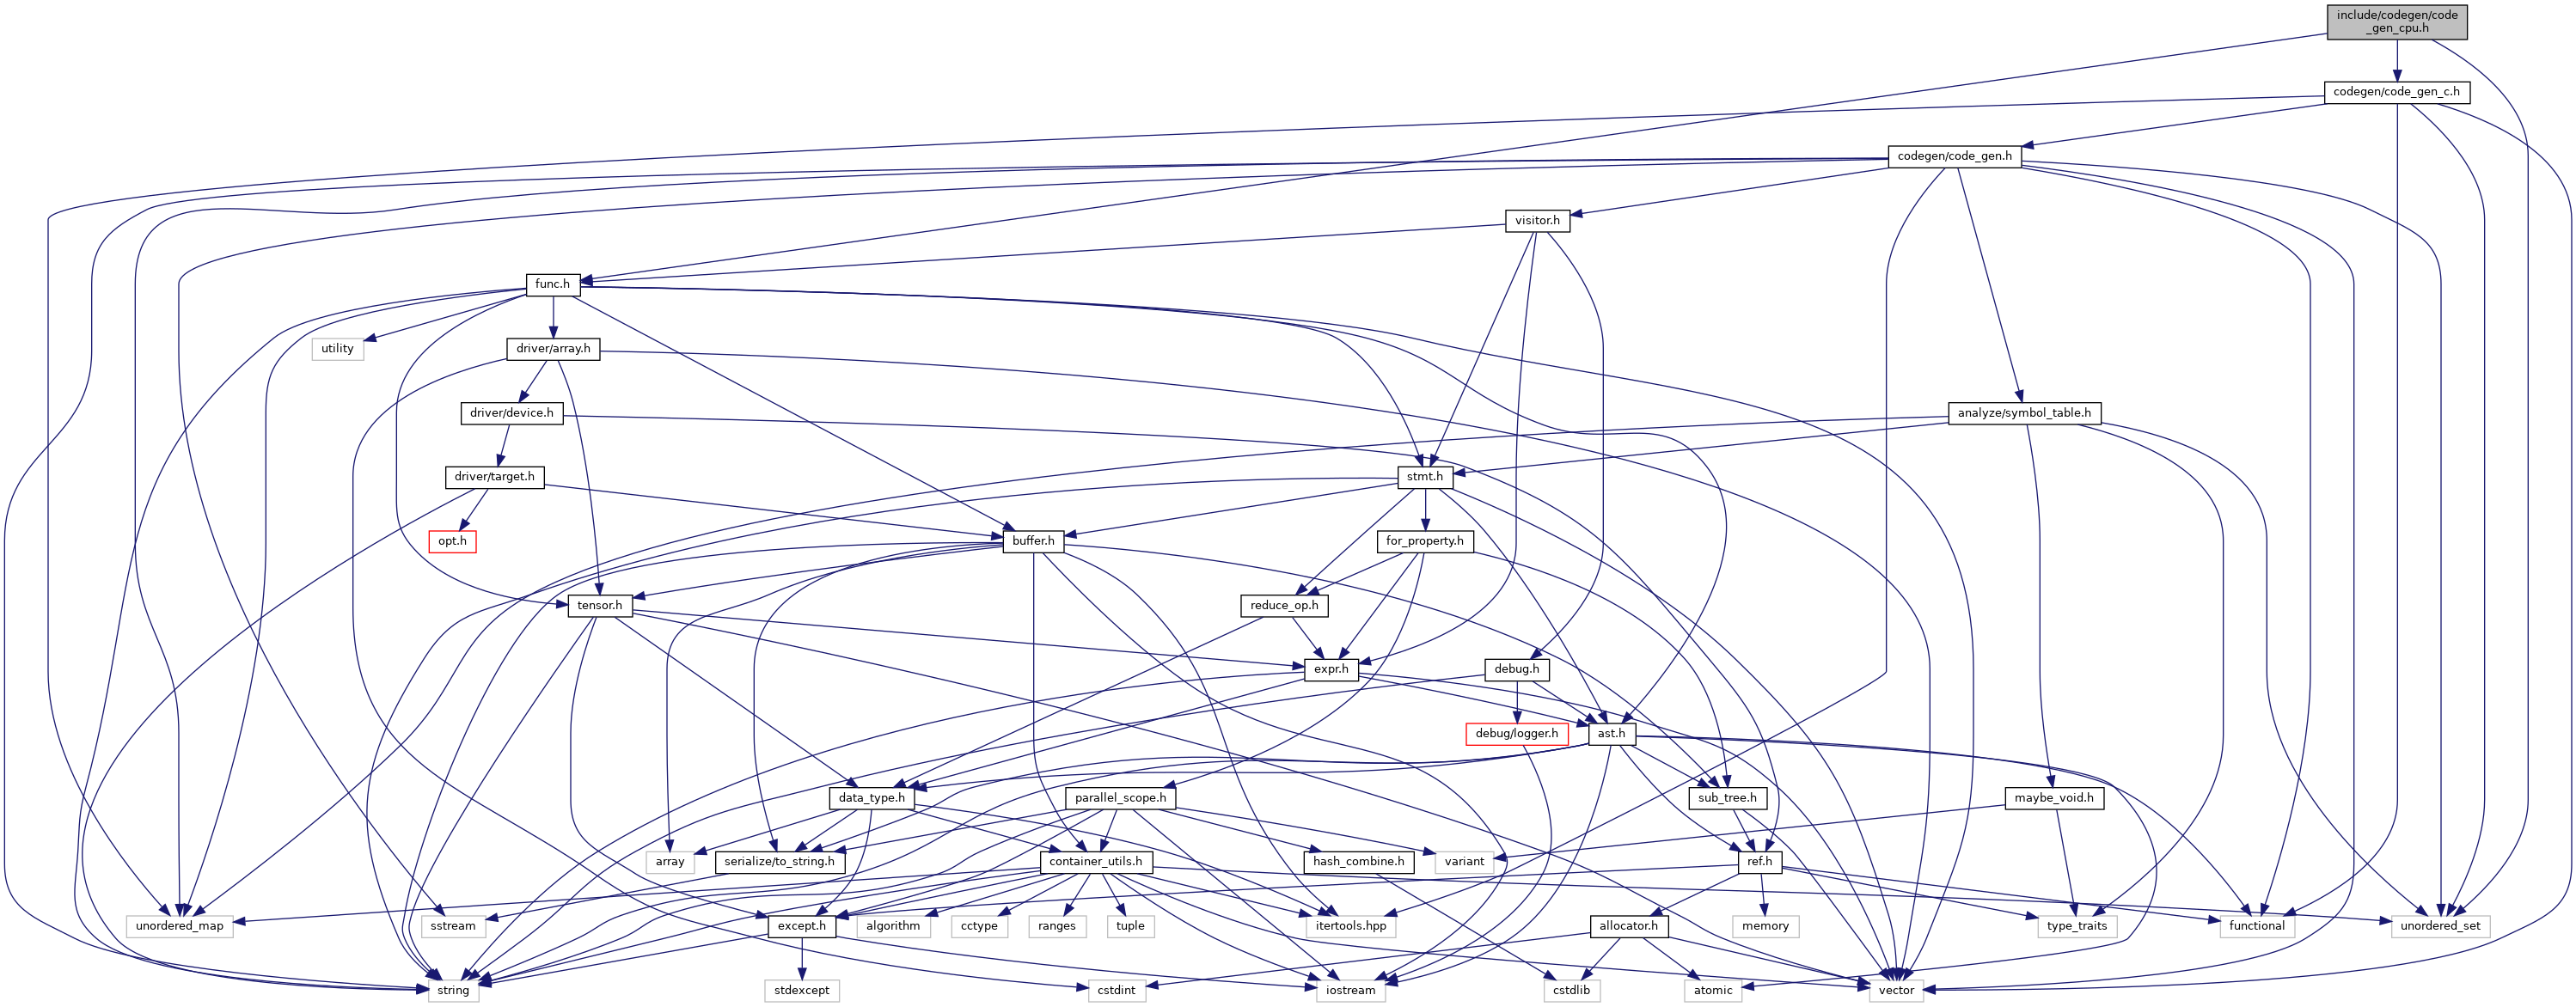 include/codegen/code
_gen_cpu.h
codegen/code_gen_c.h
codegen/code_gen.h
visitor.h
func.h
utility
driver/array.h
driver/device.h
analyze/symbol_table.h
driver/target.h
stmt.h
opt.h
buffer.h
for_property.h
tensor.h
reduce_op.h
expr.h
debug.h
debug/logger.h
ast.h
data_type.h
parallel_scope.h
sub_tree.h
maybe_void.h
array
serialize/to_string.h
container_utils.h
hash_combine.h
variant
ref.h
unordered_map
sstream
except.h
algorithm
cctype
ranges
tuple
itertools.hpp
allocator.h
memory
type_traits
functional
unordered_set
string
stdexcept
cstdint
iostream
cstdlib
atomic
vector